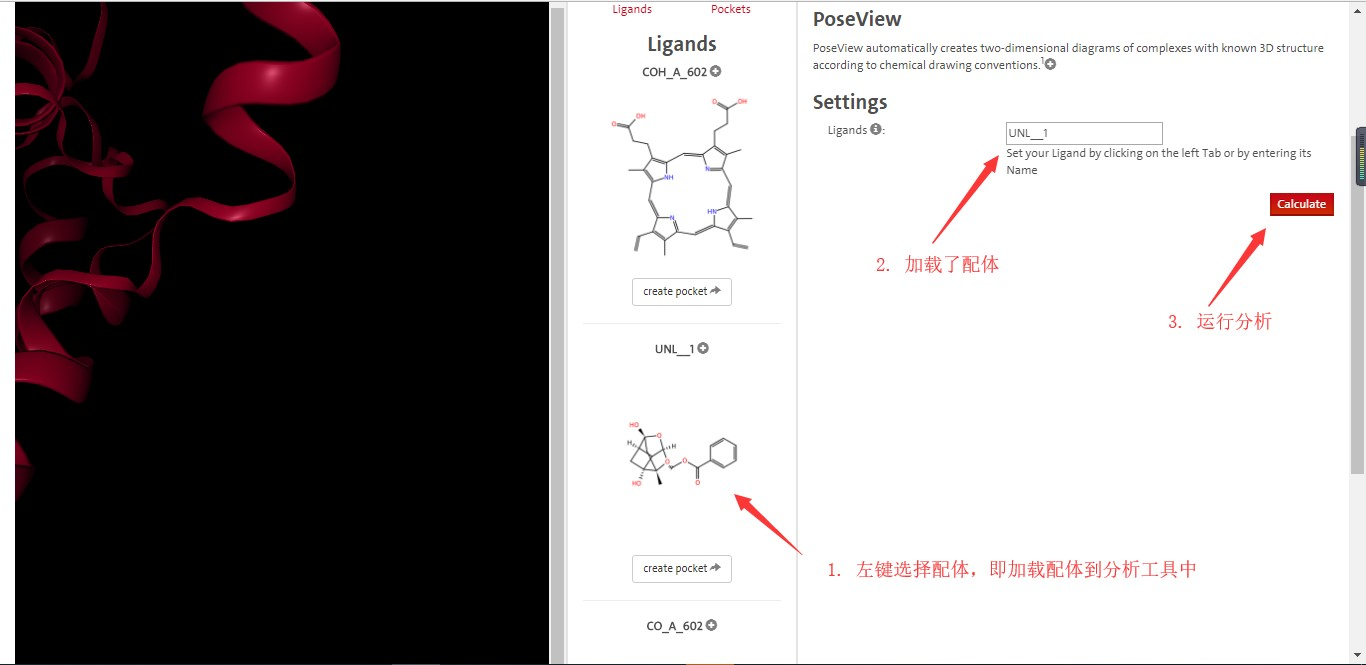 Ligands
Pockets
Ligands
COH_A_602
O
OH
O
OH
NH
N
N
HN
create pocket
UNL__1
HO
O
H
H
O
O
O
HO
create pocket
CO_A_602
PoseView
PoseView automatically creates two-dimensional diagrams of complexes with known 3D structure
according to chemical drawing conventions.1
Settings
Ligands :
UNL__1
Set your Ligand by clicking on the left Tab or by entering its
Name
Calculate
2. 加载了配体
3. 运行分析
1. 左键选择配体，即加载配体到分析工具中